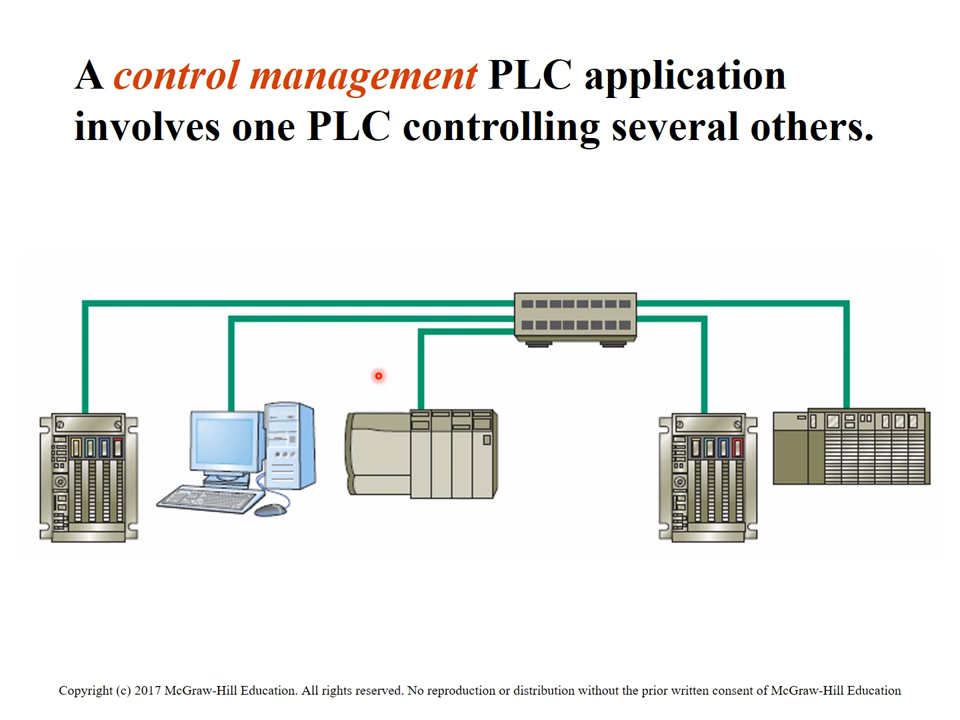 A control management PLC application
involves one PLC controlling several others.
Copyright (c) 2017 McGraw-Hill Education. All rights reserved. No reproduction or distribution without the prior written consent of McGraw-Hill Education